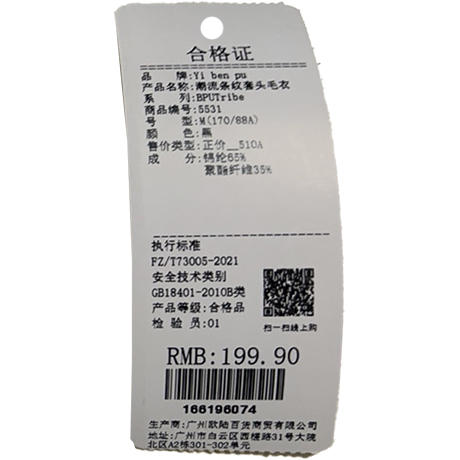 合格证
品 牌:Yi ben pu
产品名称:潮流条纹套头毛衣
系 列:BPUTribe
商品编号:5531
号 型:M(170/88A)
颜 色:黑
售价类型:正价__510A
成 分:锦纶65%
聚酯纤维35%
执行标准
FZ/T73005-2021
安全技术类别
GB18401-2010B类
产品等级:合格品
检 验 员:01
扫一扫线上购
RMB:199.90
166196074
生产商:广州欧陆百货商贸有限公司
地址:广州市白云区西槎路31号大院
北区A2栋301-302单元